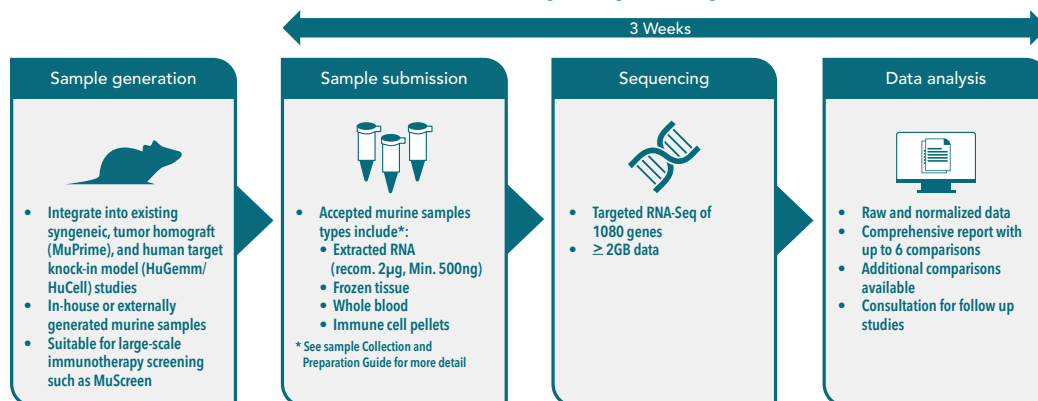 3 Weeks
Sample generation
• Integrate into existing
syngeneic, tumor homograft
(MuPrime), and human target
knock-in model (HuGemm/
HuCell) studies
• In-house or externally
generated murine samples
• Suitable for large-scale
immunotherapy screening
such as MuScreen
Sample submission
• Accepted murine samples
types include*:
• Extracted RNA
(recom. 2µg, Min. 500ng)
• Frozen tissue
• Whole blood
• Immune cell pellets
* See sample Collection and
Preparation Guide for more detail
Sequencing
• Targeted RNA-Seq of
1080 genes
• ≥ 2GB data
Data analysis
• Raw and normalized data
• Comprehensive report with
up to 6 comparisons
• Additional comparisons
available
• Consultation for follow up
studies